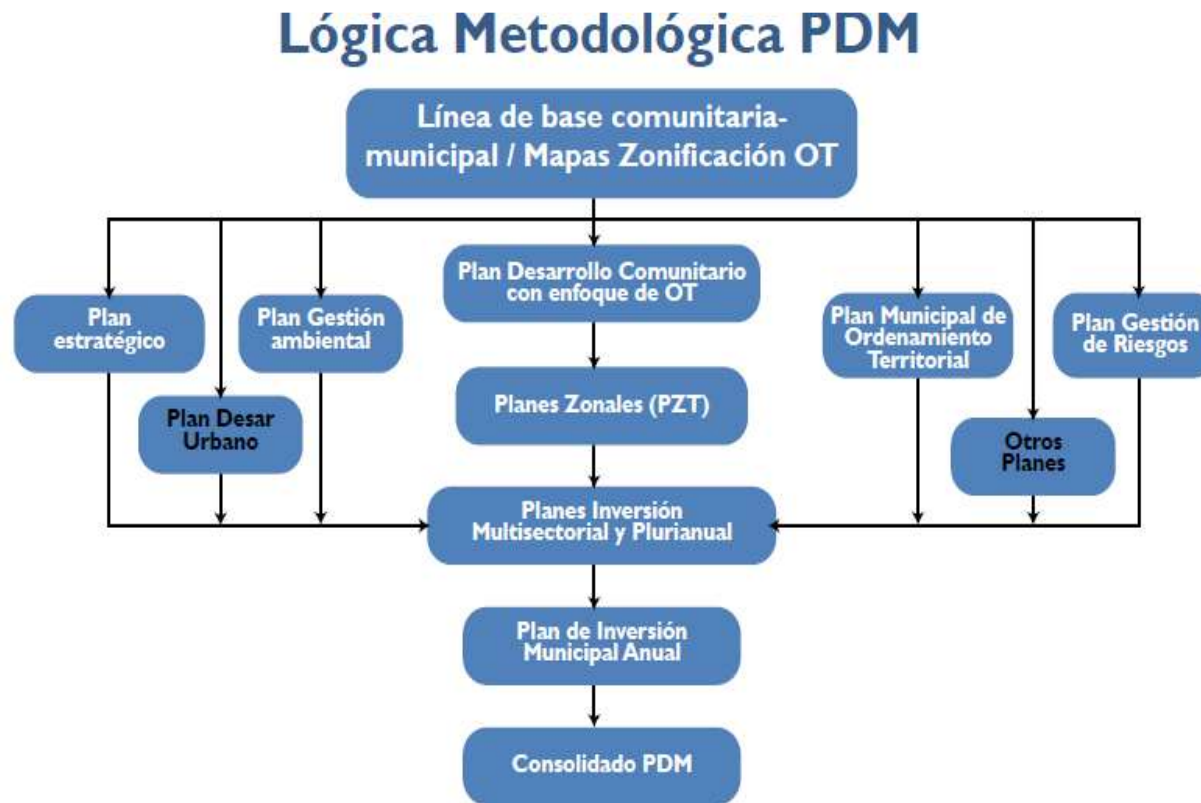 Lógica Metodológica PDM
Línea de base comunitaria-
municipal / Mapas Zonificación OT
Plan Desarrollo Comunitario
con enfoque de OT
Plan
estratégico
Plan Gestión
ambiental
Plan Municipal de
Ordenamiento
Territorial
Plan Gestión
de Riesgos
Planes Zonales (PZT)
Plan Desar
Urbano
Otros
Planes
Planes Inversión
Multisectorial y Plurianual
Plan de Inversión
Municipal Anual
Consolidado PDM